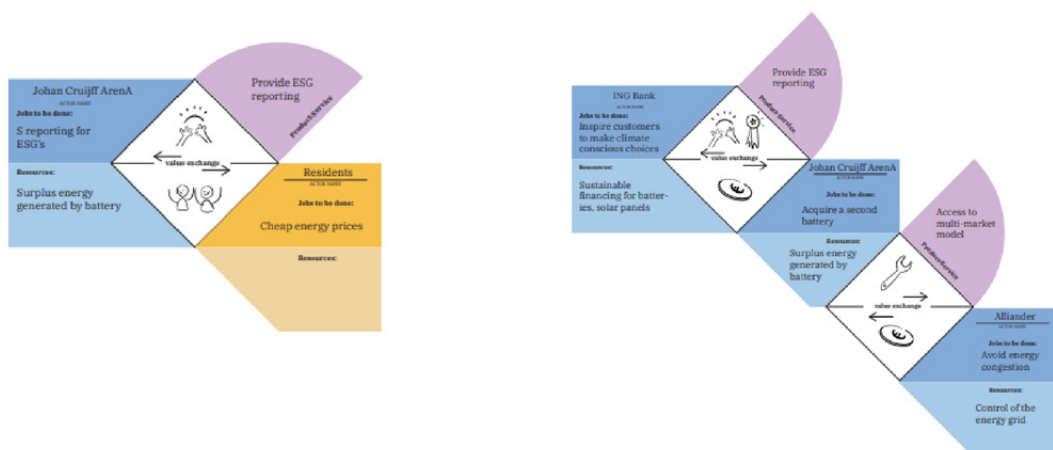 Johan Cruijff ArenA
ACTOR NAME
Jobs to be done:
S reporting for
ESG's
Resources:
Surplus energy
generated by battery
Provide ESG
reporting
Product-Service
value exchange
Residents
ACTOR NAME
Jobs to be done:
Cheap energy prices
Resources:
ING Bank
ACTOR NAME
Jobs to be done:
Inspire customers
to make climate
conscious choices
Resources:
Sustainable
financing for batter-
ies, solar panels
Provide ESG
reporting
Product-Service
value exchange
Johan Cruijff ArenA
ACTOR NAME
Jobs to be done:
Acquire a second
battery
Resources:
Surplus energy
generated by
battery
Access to
multi-market
model
Product-Service
value exchange
Alliander
ACTOR NAME
Jobs to be done:
Avoid energy
congestion
Resources:
Control of the
energy grid